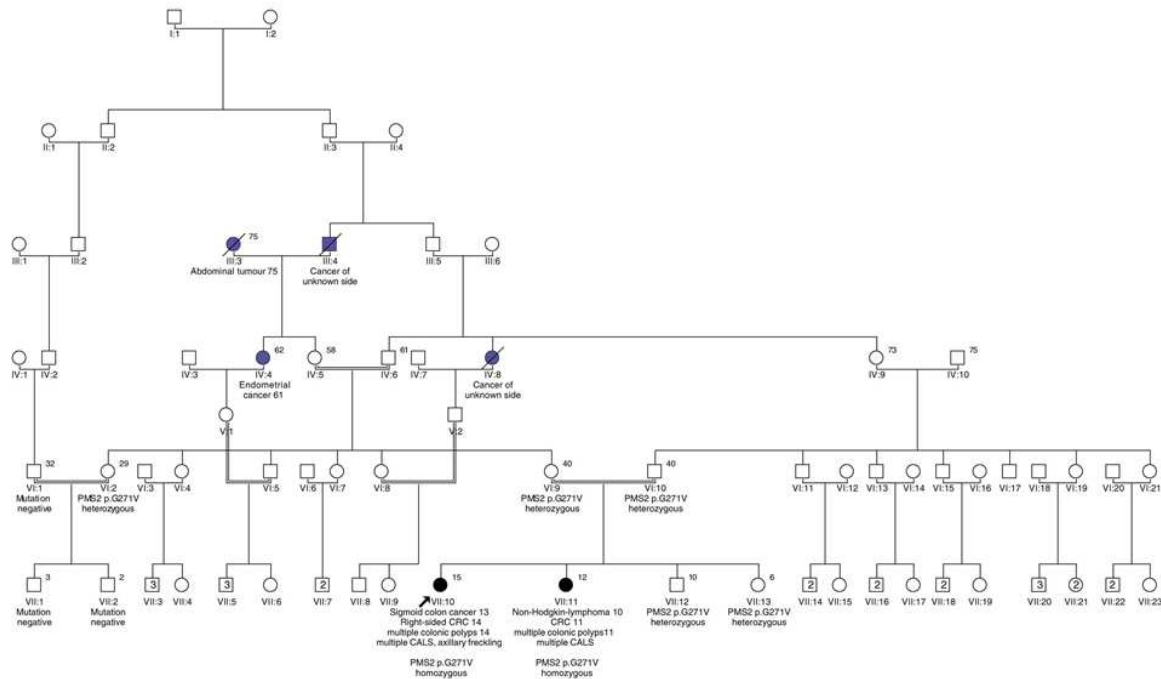 I:1 I:2
II:1 II:2 II:3 II:4
75
III:1 III:2 III:3 III:4 III:5 III:6
Abdominal tumour 75 Cancer of
unknown side
62 58 61 73 75
IV:1 IV:2 IV:3 IV:4 IV:5 IV:6 IV:7 IV:8 IV:9 IV:10
Endometrial
cancer 61
Cancer of
unknown side
V:1 V:2
32 29 40 40
VI:1 VI:2 VI:3 VI:4 VI:5 VI:6 VI:7 VI:8 VI:9 VI:10 VI:11 VI:12 VI:13 VI:14 VI:15 VI:16 VI:17 VI:18 VI:19 VI:20 VI:21
Mutation
negative
PMS2 p.G271V
heterozygous
PMS2 p.G271V
heterozygous
PMS2 p.G271V
heterozygous
3 2 15 12 10 6
3 3 2 2 2 2 3 2 2
VII:1 VII:2 VII:3 VII:4 VII:5 VII:6 VII:7 VII:8 VII:9 VII:10 VII:11 VII:12 VII:13 VII:14 VII:15 VII:16 VII:17 VII:18 VII:19 VII:20 VII:21 VII:22 VII:23
Mutation
negative
Mutation
negative
Sigmoid colon cancer 13
Right-sided CRC 14
multiple colonic polyps 14
multiple CALS, axillary freckling
PMS2 p.G271V
homozygous
Non-Hodgkin-lymphoma 10
CRC 11
multiple colonic polyps11
multiple CALS
PMS2 p.G271V
homozygous
PMS2 p.G271V
heterozygous
PMS2 p.G271V
heterozygous